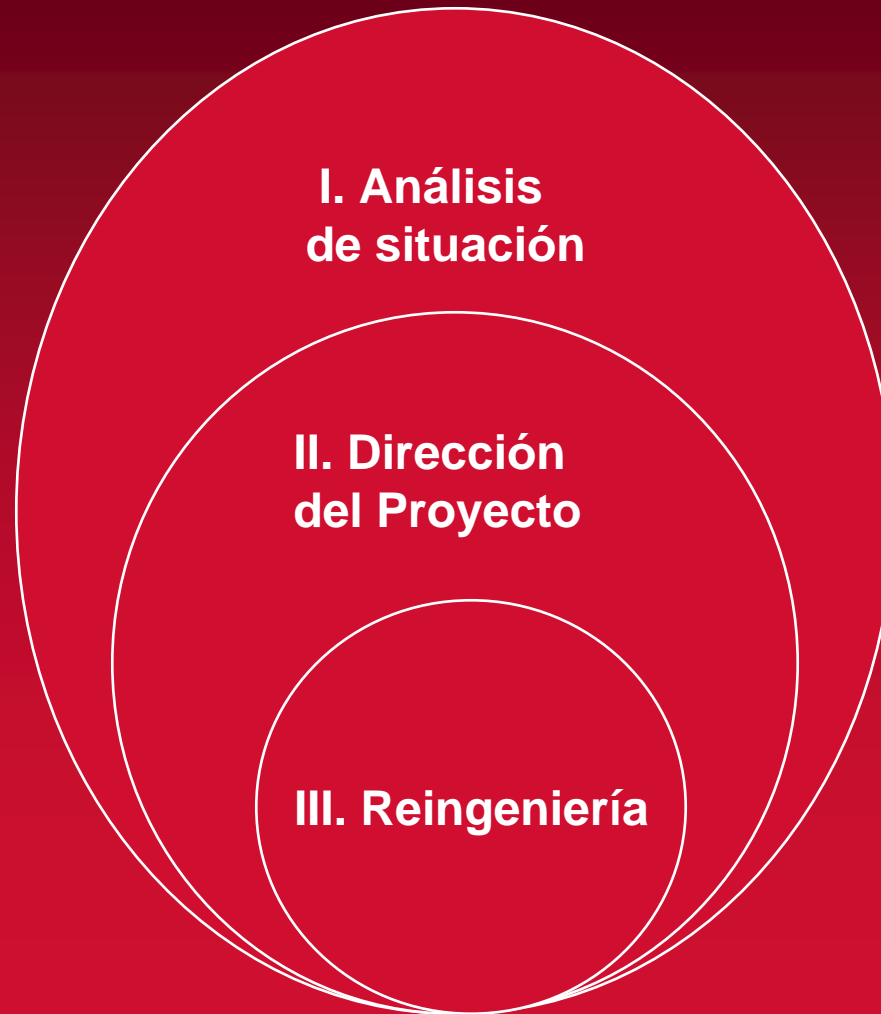 I. Análisis
de situación
II. Dirección
del Proyecto
III. Reingeniería